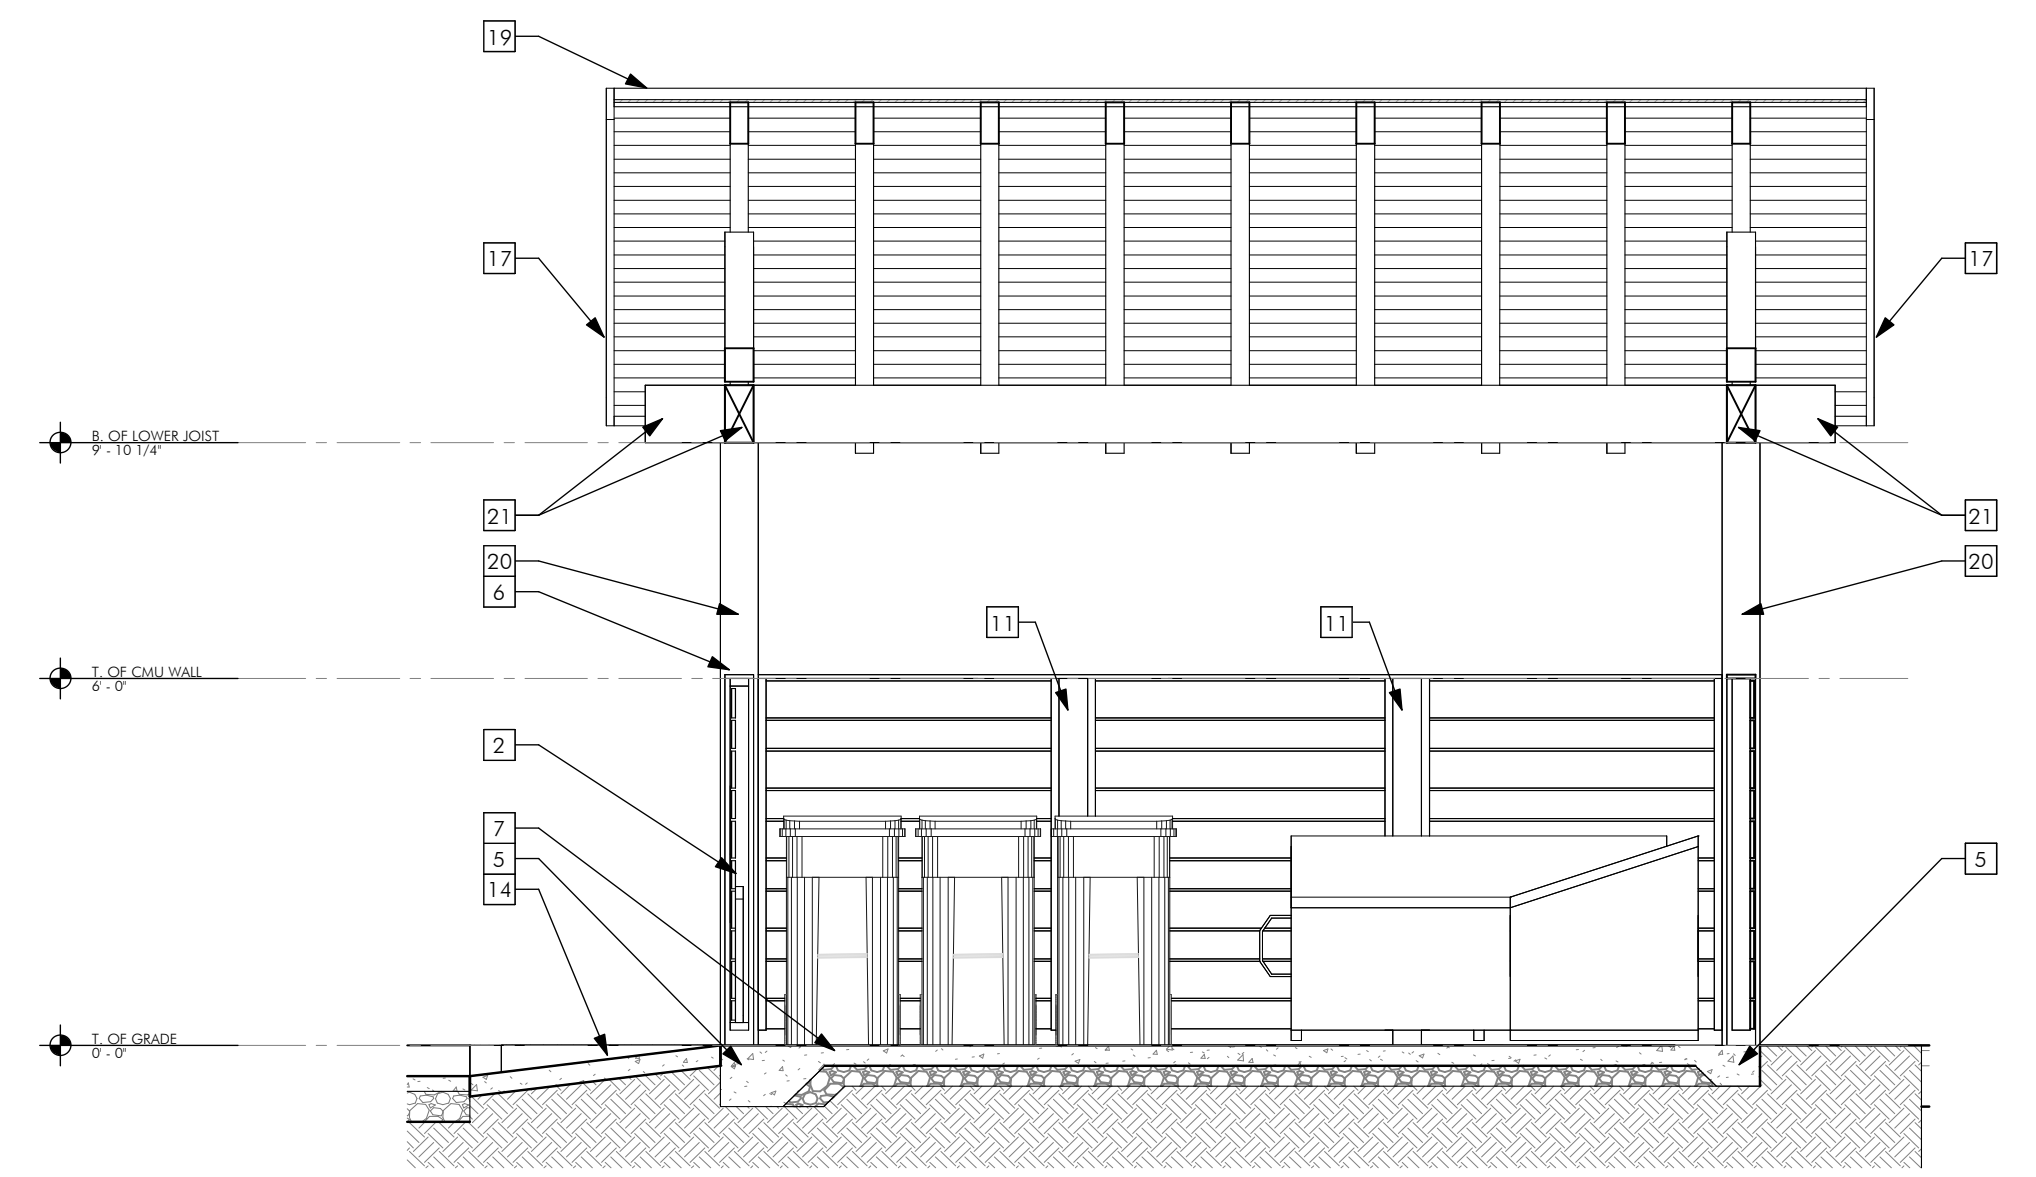 19
17
17
B. OF LOWER JOIST
9' - 10 1/4"
21
21
20
20
6
11
11
T. OF CMU WALL
6' - 0"
2
7
5
5
14
T. OF GRADE
0' - 0"